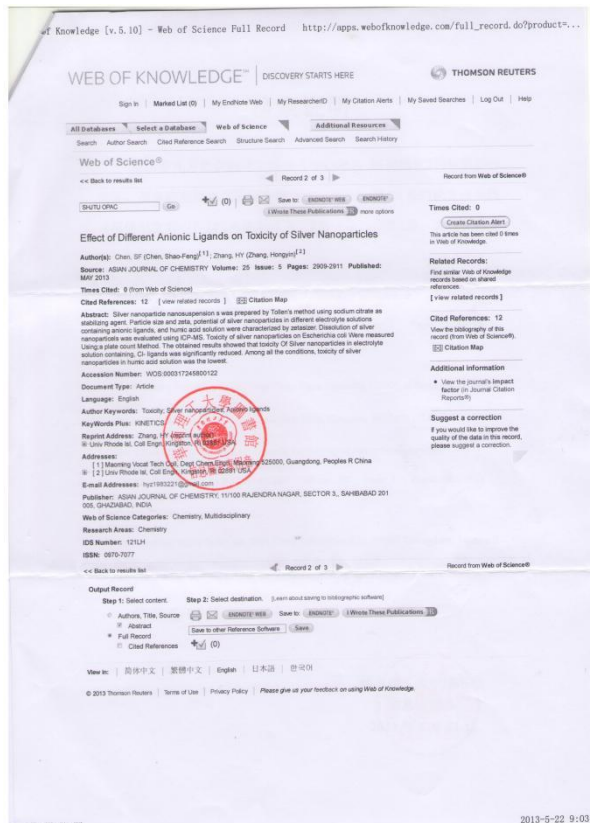 of Knowledge [v.5.10] - Web of Science Full Record http://apps.webofknowledge.com/full_record.do?product=...
WEB OF KNOWLEDGE℠ DISCOVERY STARTS HERE
THOMSON REUTERS
Sign In | Marked List (0) | My EndNote Web | My ResearcherID | My Citation Alerts | My Saved Searches | Log Out | Help
All Databases Select a Database Web of Science Additional Resources
Search Author Search Cited Reference Search Structure Search Advanced Search Search History
Web of Science®
<< Back to results list Record 2 of 3 Record from Web of Science®
SHJTU OPAC Go (0) | Save to: ENDNOTE WEB ENDNOTE
I Wrote These Publications more options
Effect of Different Anionic Ligands on Toxicity of Silver Nano-Particles
Author(s): Chen, SF (Chen, Shao-Feng)[1]; Zhang, HY (Zhang, Hongyin)[2]
Source: ASIAN JOURNAL OF CHEMISTRY Volume: 25 Issue: 5 Pages: 2909-2911 Published:
MAY 2013
Times Cited: 0 (from Web of Science)
Cited References: 12 [ view related records ] Citation Map
Abstract: Silver nanoparticle nanosuspension s was prepared by Tollen's method using sodium citrate as
stabilizing agent. Particle size and zeta, potential of silver nanoparticles in different electrolyte solutions
containing anionic ligands, and humic acid solution were characterized by zetasizer. Dissolution of silver
nanoparticals was evaluated using ICP-MS. Toxicity of silver nanoparticles on Escherichia coli Were measured
Using;a plate count Method. The obtained results showed that toxicity Of Silver nanoparticles in electrolyte
solution containing, Cl- ligands was significantly reduced. Among all the conditions, toxicity of silver
nanoparticles in humic acid solution was the lowest.
Accession Number: WOS:000317245800122
Document Type: Article
Language: English
Author Keywords: Toxicity; Silver nanoparticles; Anionic ligands
KeyWords Plus: KINETICS
Reprint Address: Zhang, HY (reprint author)
Univ Rhode Isl, Coll Engn, Kingston, RI 02881 USA.
Addresses:
[ 1 ] Maoming Vocat Tech Coll, Dept Chem Engn, Maoming 525000, Guangdong, Peoples R China
[ 2 ] Univ Rhode Isl, Coll Engn, Kingston, RI 02881 USA
E-mail Addresses: hyz1983221@gmail.com
Publisher: ASIAN JOURNAL OF CHEMISTRY, 11/100 RAJENDRA NAGAR, SECTOR 3,, SAHIBABAD 201
005, GHAZIABAD, INDIA
Web of Science Categories: Chemistry, Multidisciplinary
Research Areas: Chemistry
IDS Number: 121LH
ISSN: 0970-7077
<< Back to results list Record 2 of 3 Record from Web of Science®
Times Cited: 0
Create Citation Alert
This article has been cited 0 times
in Web of Knowledge.
Related Records:
Find similar Web of Knowledge
records based on shared
references.
[ view related records ]
Cited References: 12
View the bibliography of this
record (from Web of Science®).
Citation Map
Additional information
View the journal's impact
factor (in Journal Citation
Reports®)
Suggest a correction
If you would like to improve the
quality of the data in this record,
please suggest a correction.
Output Record
Step 1: Select content. Step 2: Select destination. [Learn about saving to bibliographic software]
Authors, Title, Source ENDNOTE WEB Save to: ENDNOTE I Wrote These Publications
Abstract Save to other Reference Software Save
Full Record
Cited References (0)
View in: | 简体中文 | 繁體中文 | English | 日本語 | 한국어
© 2013 Thomson Reuters | Terms of Use | Privacy Policy | Please give us your feedback on using Web of Knowledge.
2013-5-22 9:03